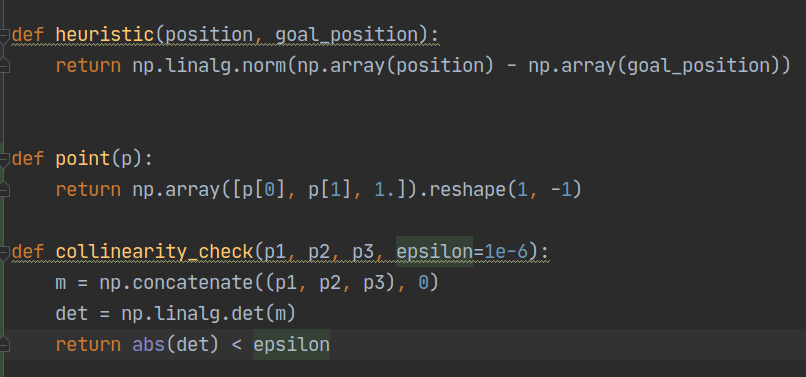 def heuristic(position, goal_position):
    return np.linalg.norm(np.array(position) - np.array(goal_position))
def point(p):
    return np.array([p[0], p[1], 1.]).reshape(1, -1)
def collinearity_check(p1, p2, p3, epsilon=1e-6):
    m = np.concatenate((p1, p2, p3), 0)
    det = np.linalg.det(m)
    return abs(det) < epsilon